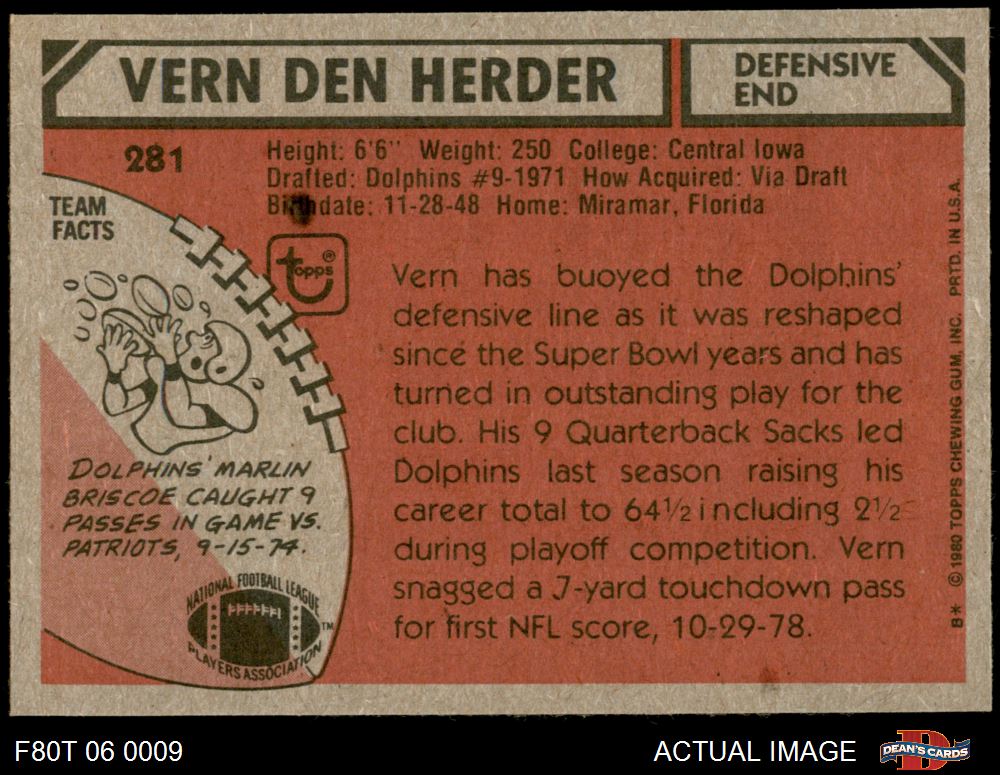 VERN DEN HERDER
DEFENSIVE
END
281
Height: 6'6" Weight: 250 College: Central Iowa
Drafted: Dolphins #9-1971 How Acquired: Via Draft
Birthdate: 11-28-48 Home: Miramar, Florida
TEAM
FACTS
topps®
Vern has buoyed the Dolphins'
defensive line as it was reshaped
since the Super Bowl years and has
turned in outstanding play for the
club. His 9 Quarterback Sacks led
Dolphins last season raising his
career total to 64½ including 2½
during playoff competition. Vern
snagged a 7-yard touchdown pass
for first NFL score, 10-29-78.
DOLPHINS' MARLIN
BRISCOE CAUGHT 9
PASSES IN GAME VS.
PATRIOTS, 9-15-74.
NATIONAL FOOTBALL LEAGUE
PLAYERS ASSOCIATION
TM
B* © 1980 TOPPS CHEWING GUM, INC. PRTD. IN U.S.A.
F80T 06 0009
ACTUAL IMAGE
D
DEAN'S CARDS